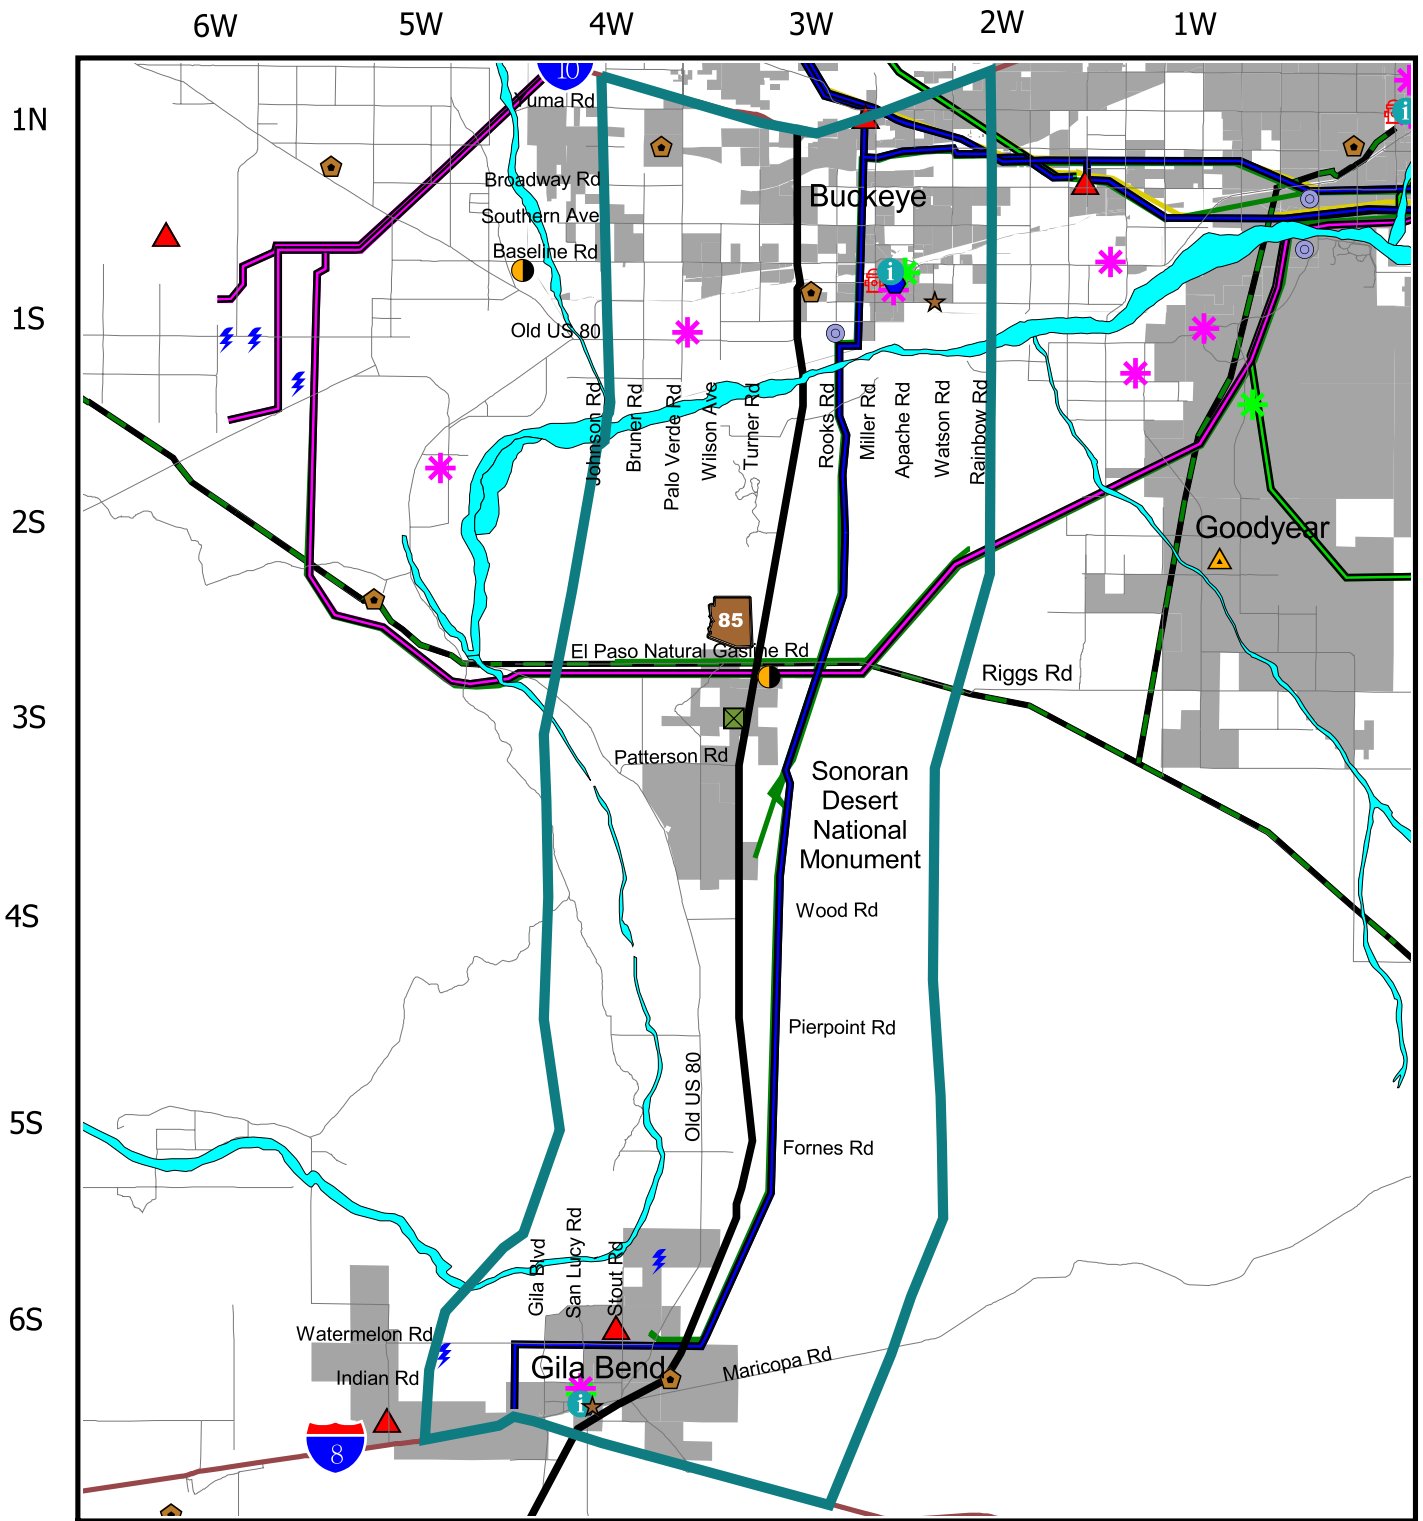 6W 5W 4W 3W 2W 1W
10
1N
Yuma Rd
Broadway Rd
Buckeye
Southern Ave
Baseline Rd
i
i
1S
Old US 80
Johnson Rd
Bruner Rd
Palo Verde Rd
Wilson Ave
Turner Rd
Rooks Rd
Miller Rd
Apache Rd
Watson Rd
Rainbow Rd
2S
Goodyear
85
El Paso Natural Gasline Rd
Riggs Rd
3S
Patterson Rd
Sonoran
Desert
National
Monument
4S
Wood Rd
Pierpoint Rd
Old US 80
5S
Fornes Rd
Gila Blvd
San Lucy Rd
Stout Rd
6S
Watermelon Rd
Maricopa Rd
Gila Bend
Indian Rd
i
8